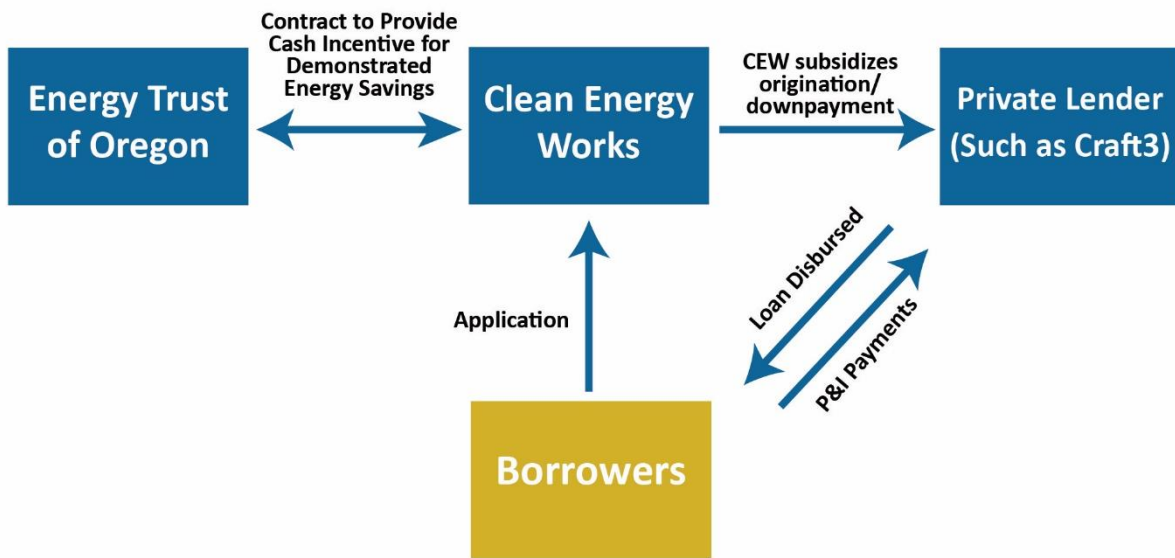 Contract to Provide
Cash Incentive for
Demonstrated
Energy Savings
Energy Trust
of Oregon
Clean Energy
Works
CEW subsidizes
origination/
downpayment
Private Lender
(Such as Craft3)
Application
Loan Disbursed
P&I Payments
Borrowers